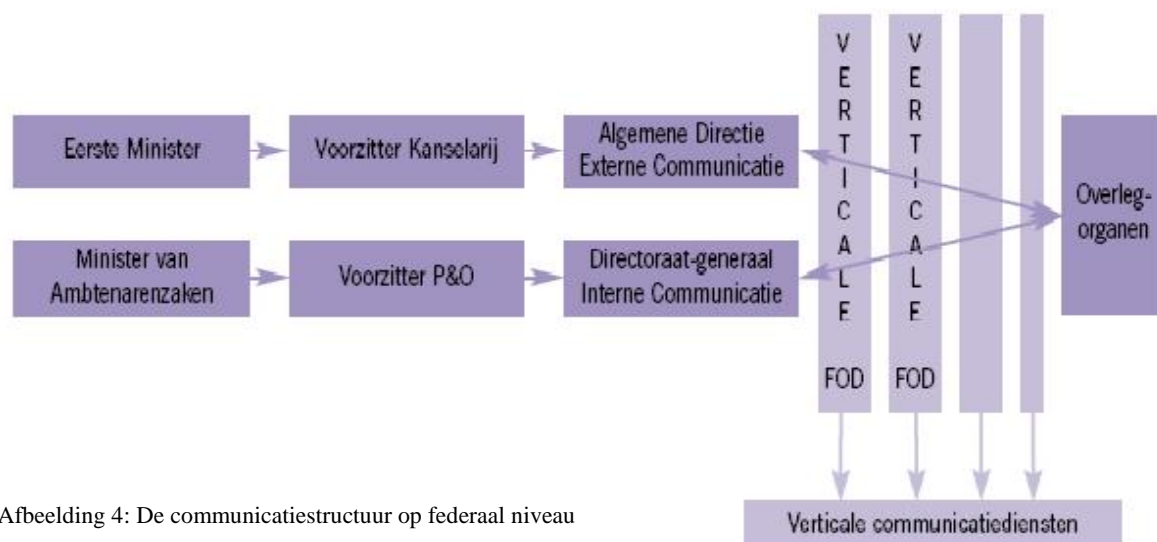 Eerste Minister
Voorzitter Kanselarij
Algemene Directie
Externe Communicatie
Minister van
Ambtenarenzaken
Voorzitter P&O
Directoraat-generaal
Interne Communicatie
VERTICALE
FOD
VERTICALE
FOD
Overleg-
organen
Verticale communicatiediensten
Afbeelding 4: De communicatiestructuur op federaal niveau